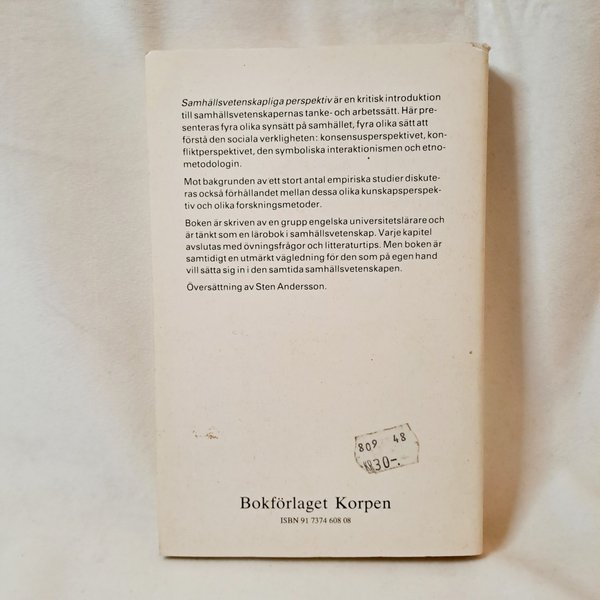 Samhällsvetenskapliga perspektiv är en kritisk introduktion
till samhällsvetenskapernas tanke- och arbetssätt. Här pre-
senteras fyra olika synsätt på samhället, fyra olika sätt att
förstå den sociala verkligheten: konsensusperspektivet, kon-
fliktperspektivet, den symboliska interaktionismen och etno-
metodologin.
Mot bakgrunden av ett stort antal empiriska studier diskute-
ras också förhållandet mellan dessa olika kunskapsperspek-
tiv och olika forskningsmetoder.
Boken är skriven av en grupp engelska universitetslärare och
är tänkt som en lärobok i samhällsvetenskap. Varje kapitel
avslutas med övningsfrågor och litteraturtips. Men boken är
samtidigt en utmärkt vägledning för den som på egen hand
vill sätta sig in i den samtida samhällsvetenskapen.
Översättning av Sten Andersson.
809 48
KR30-.
Bokförlaget Korpen
ISBN 91 7374 608 08